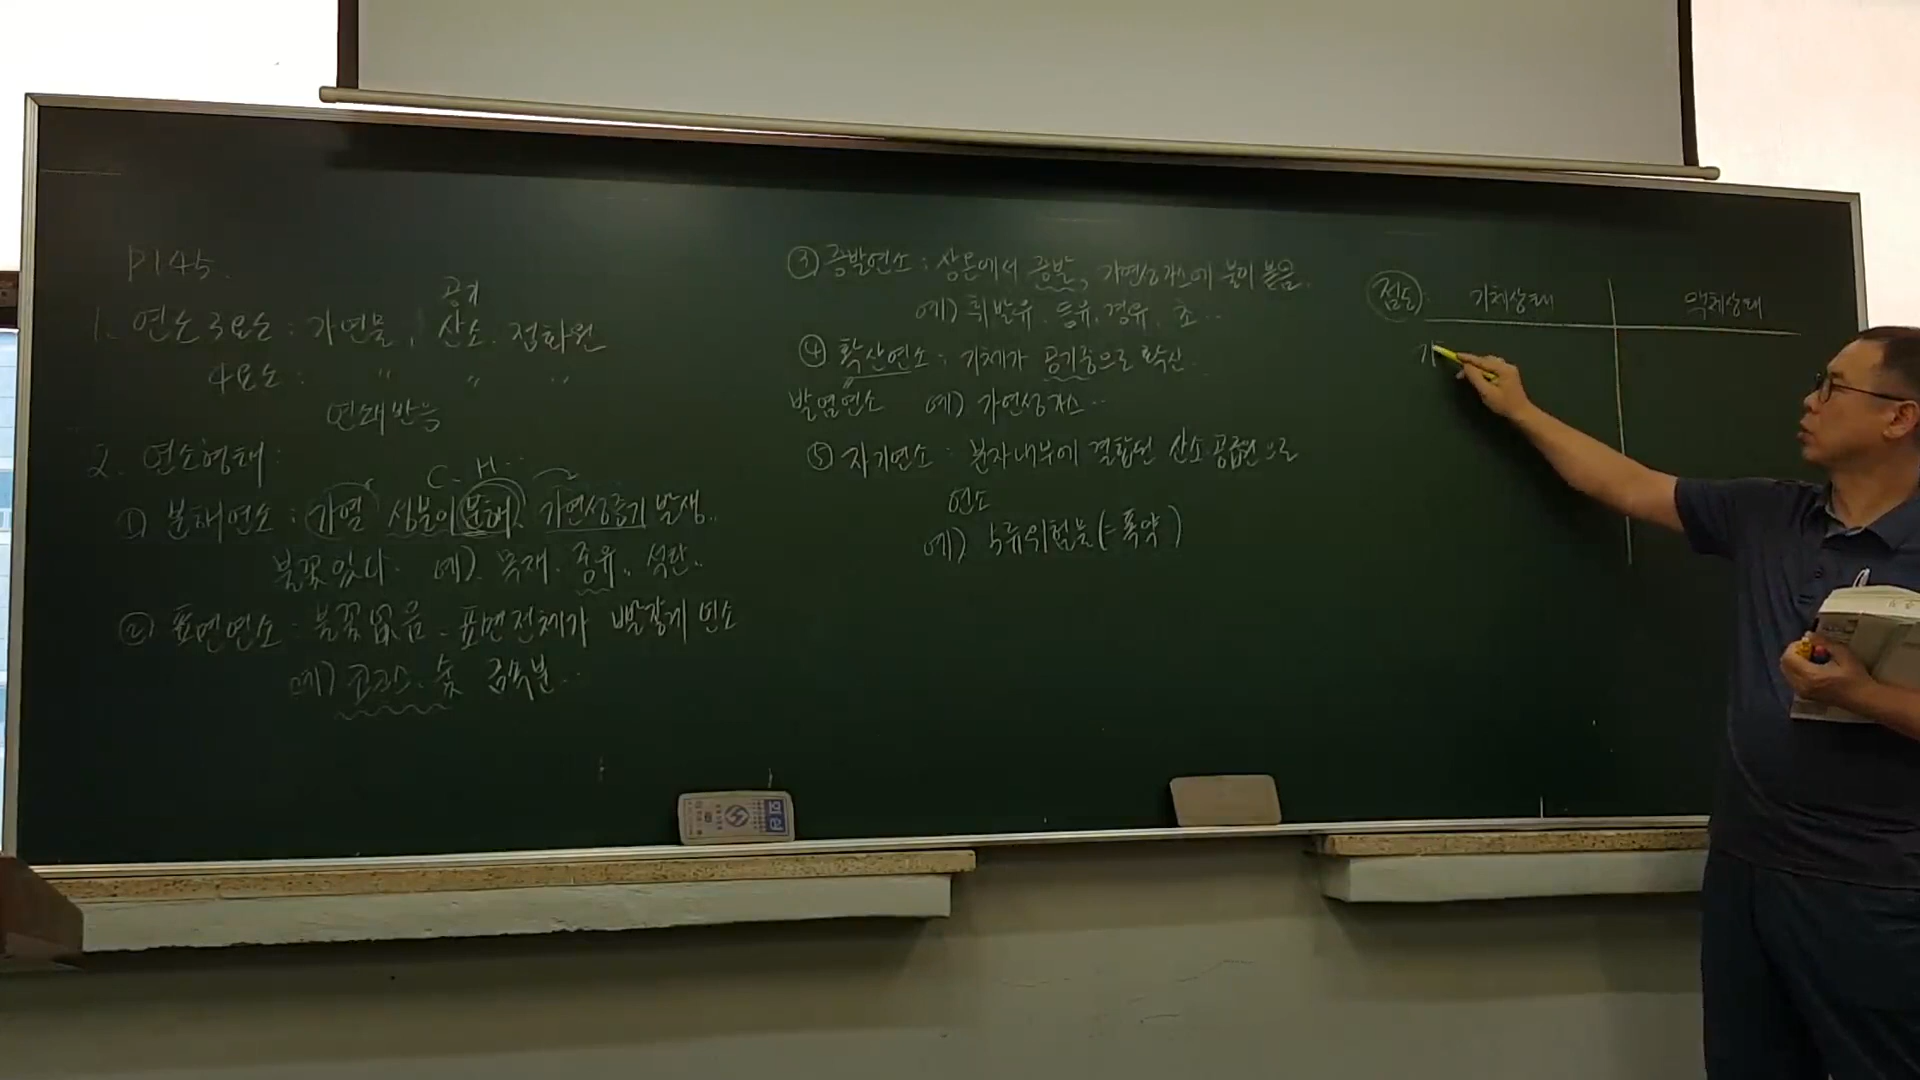 P145.
공기
1. 연소 3요소 : 가연물, 산소. 점화원
4요소 : " " "
연쇄반응
2. 연소형태 :
C. H...
① 분해연소 : 가열 성분이 분해, 가연성증기 발생..
불꽃있다. 예) 목재. 중유.. 석탄..
② 표면연소 : 불꽃없음. 표면전체가 빨갛게 연소
예) 코크스. 숯 금속분...
③ 증발연소 : 상온에서 증발, 가연성가스에 불이 붙음.
예) 휘발유. 등유. 경유. 초...
④ 확산연소 : 기체가 공기중으로 확산..
발염연소 예) 가연성가스..
⑤ 자기연소 : 분자내부에 결합된 산소공급원으로
연소
예) 5류위험물(=폭약)
점도. 기체상태 액체상태